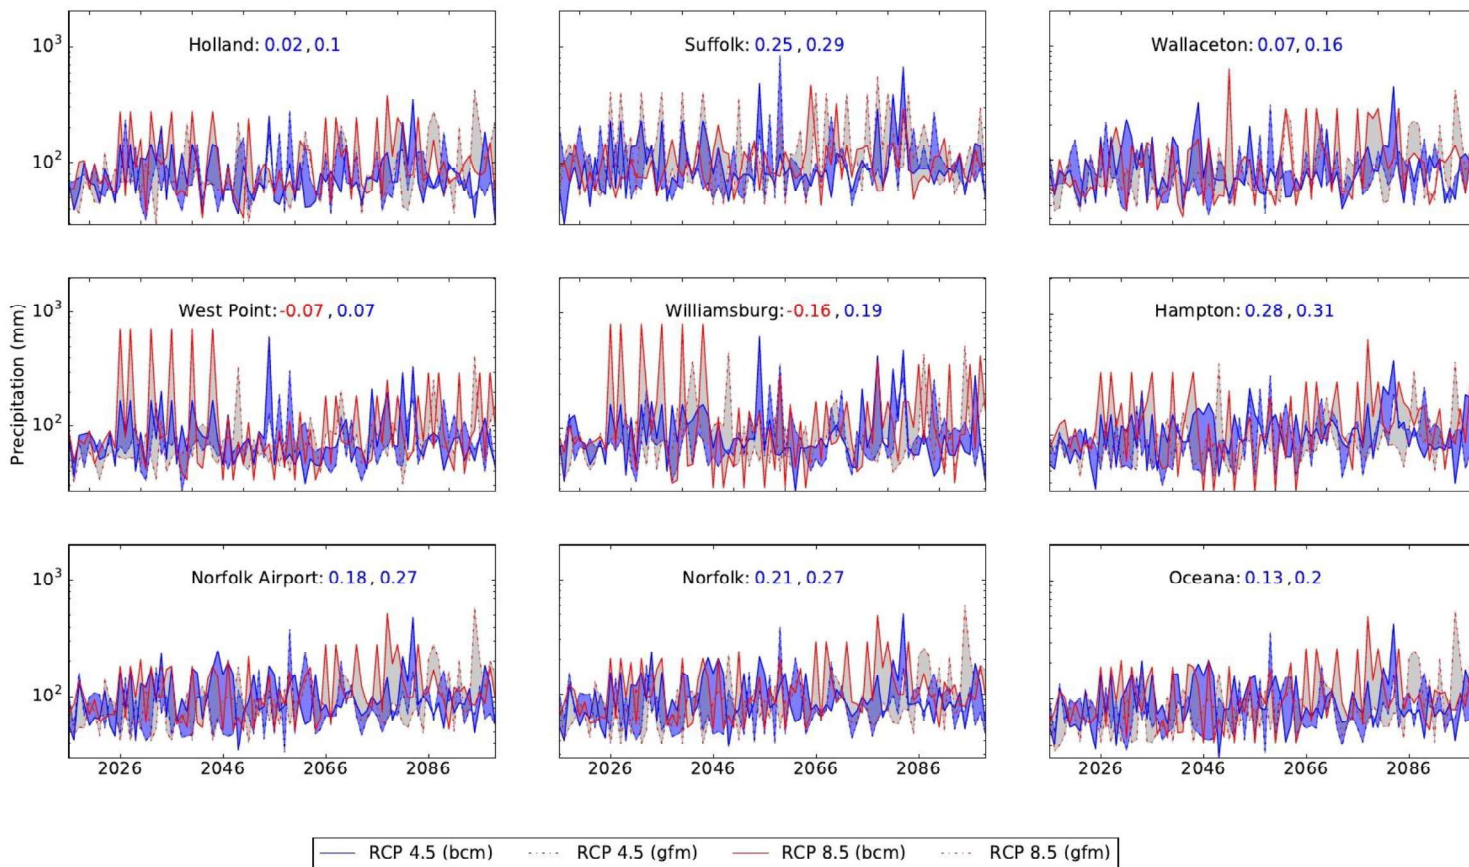 10³
10²
Holland: 0.02, 0.1
Suffolk: 0.25, 0.29
Wallaceton: 0.07, 0.16
Precipitation (mm)
10³
10²
West Point: -0.07, 0.07
Williamsburg: -0.16, 0.19
Hampton: 0.28, 0.31
10³
10²
Norfolk Airport: 0.18, 0.27
Norfolk: 0.21, 0.27
Oceana: 0.13, 0.2
2026 2046 2066 2086
2026 2046 2066 2086
2026 2046 2066 2086
RCP 4.5 (bcm) RCP 4.5 (gfm) RCP 8.5 (bcm) RCP 8.5 (gfm)